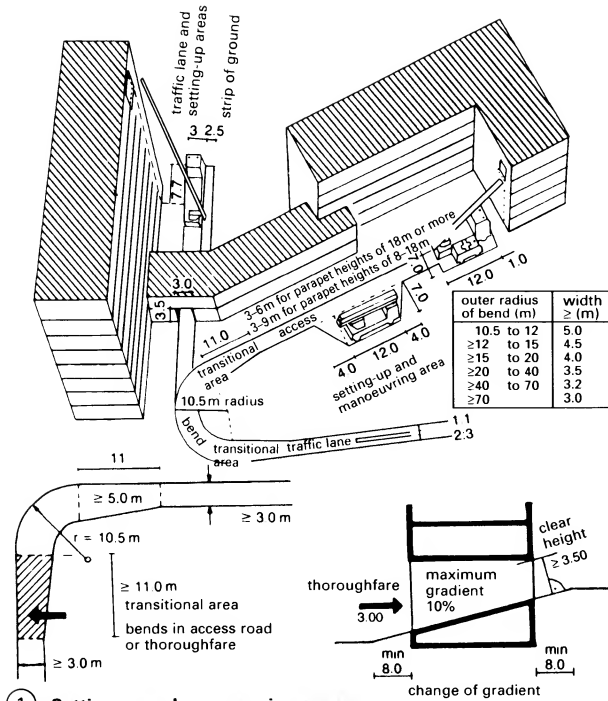 traffic lane and
setting-up areas
strip of ground
3 2.5
7.7
3.0
3.5
3–6m for parapet heights of 18m or more
3–9m for parapet heights of 8–18m
11.0
transitional access
area
10.5 m radius
bend
transitional traffic lane
area
1.1
2:3
7.0
7.0
12.0 1.0
4.0 12.0 4.0
setting-up and
manoeuvring area
outer radius of bend (m) width ≥ (m)
10.5 to 12 5.0
≥12 to 15 4.5
≥15 to 20 4.0
≥20 to 40 3.5
≥40 to 70 3.2
≥70 3.0
11
≥ 5.0 m
≥ 3.0 m
r = 10.5 m
≥ 11.0 m
transitional area
bends in access road
or thoroughfare
≥ 3.0 m
clear
height
≥ 3.50
thoroughfare
3.00
maximum
gradient
10%
min
8.0
min
8.0
change of gradient
1